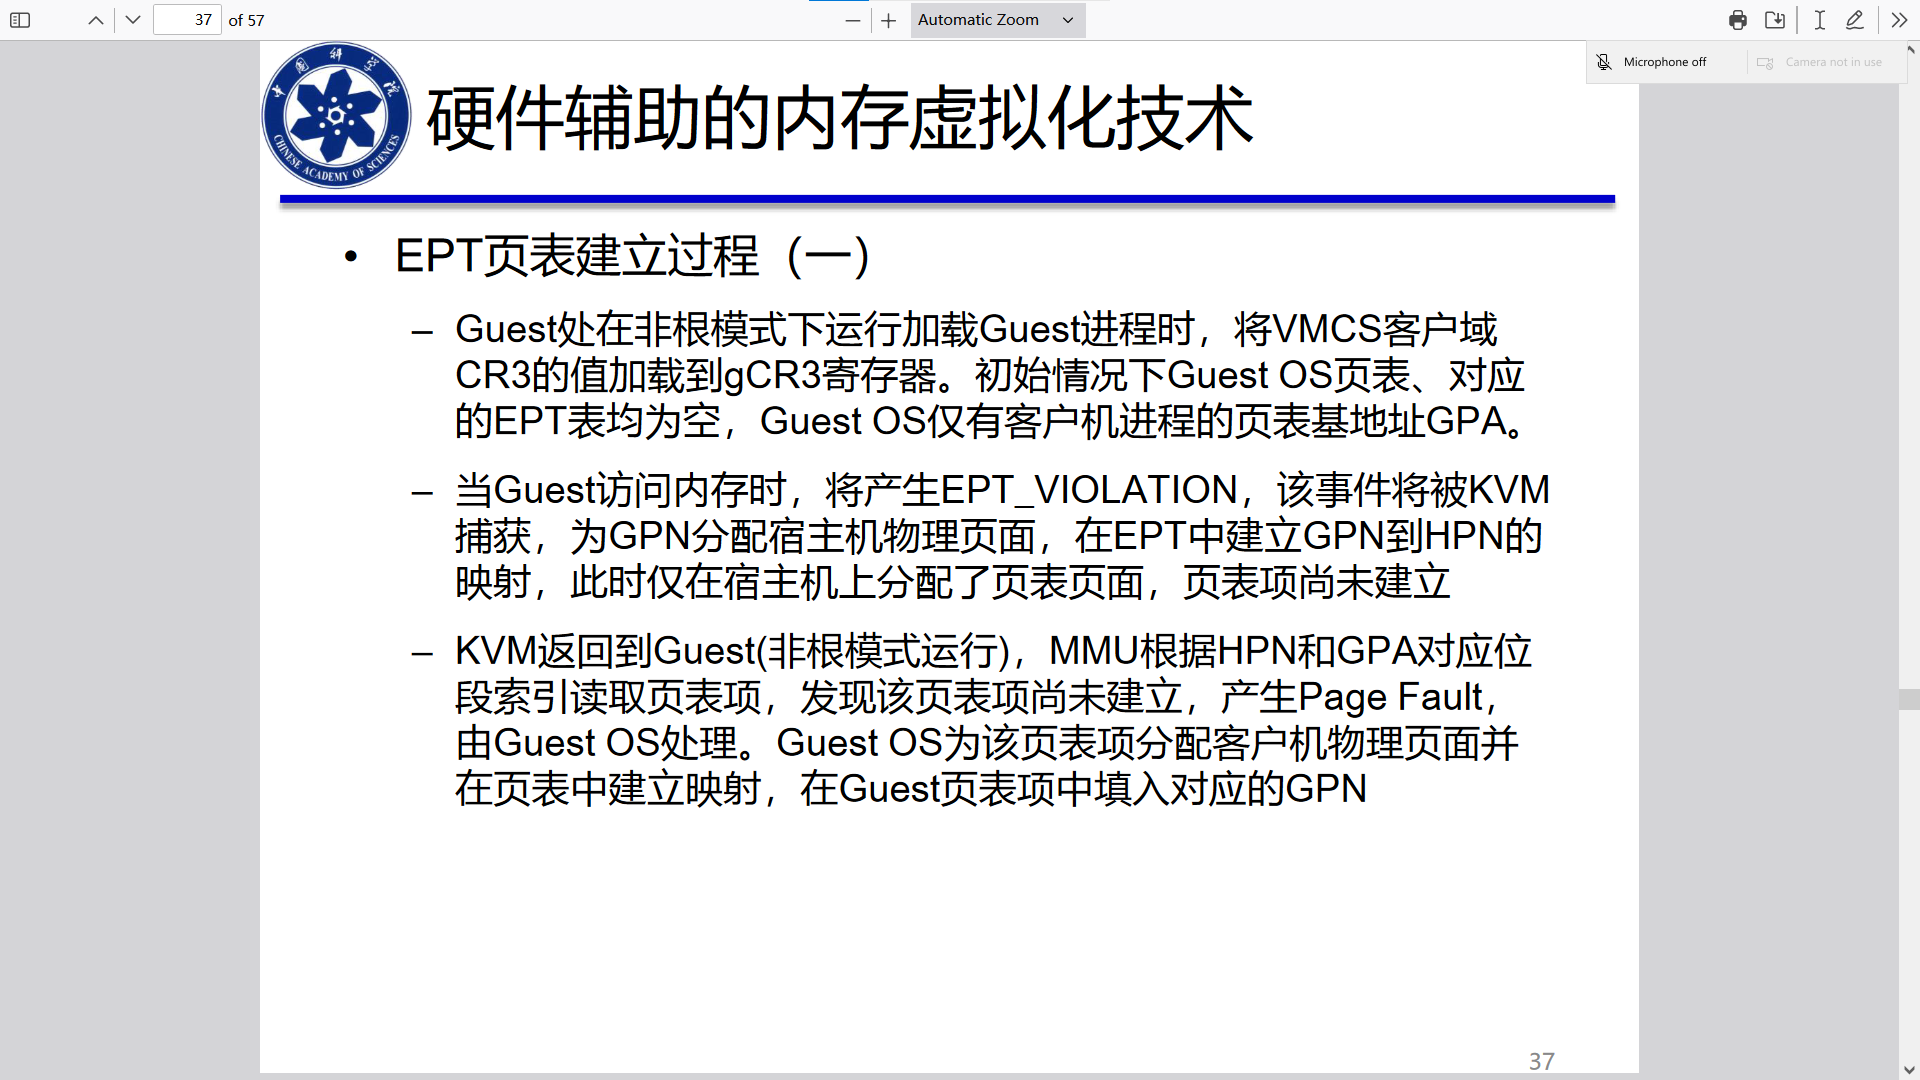 37 of 57
Automatic Zoom
Microphone off
Camera not in use
中国科学院
CHINESE ACADEMY OF SCIENCES
硬件辅助的内存虚拟化技术
• EPT页表建立过程（一）
– Guest处在非根模式下运行加载Guest进程时，将VMCS客户域
CR3的值加载到gCR3寄存器。初始情况下Guest OS页表、对应
的EPT表均为空，Guest OS仅有客户机进程的页表基地址GPA。
– 当Guest访问内存时，将产生EPT_VIOLATION，该事件将被KVM
捕获，为GPN分配宿主机物理页面，在EPT中建立GPN到HPN的
映射，此时仅在宿主机上分配了页表页面，页表项尚未建立
– KVM返回到Guest(非根模式运行)，MMU根据HPN和GPA对应位
段索引读取页表项，发现该页表项尚未建立，产生Page Fault，
由Guest OS处理。Guest OS为该页表项分配客户机物理页面并
在页表中建立映射，在Guest页表项中填入对应的GPN
37